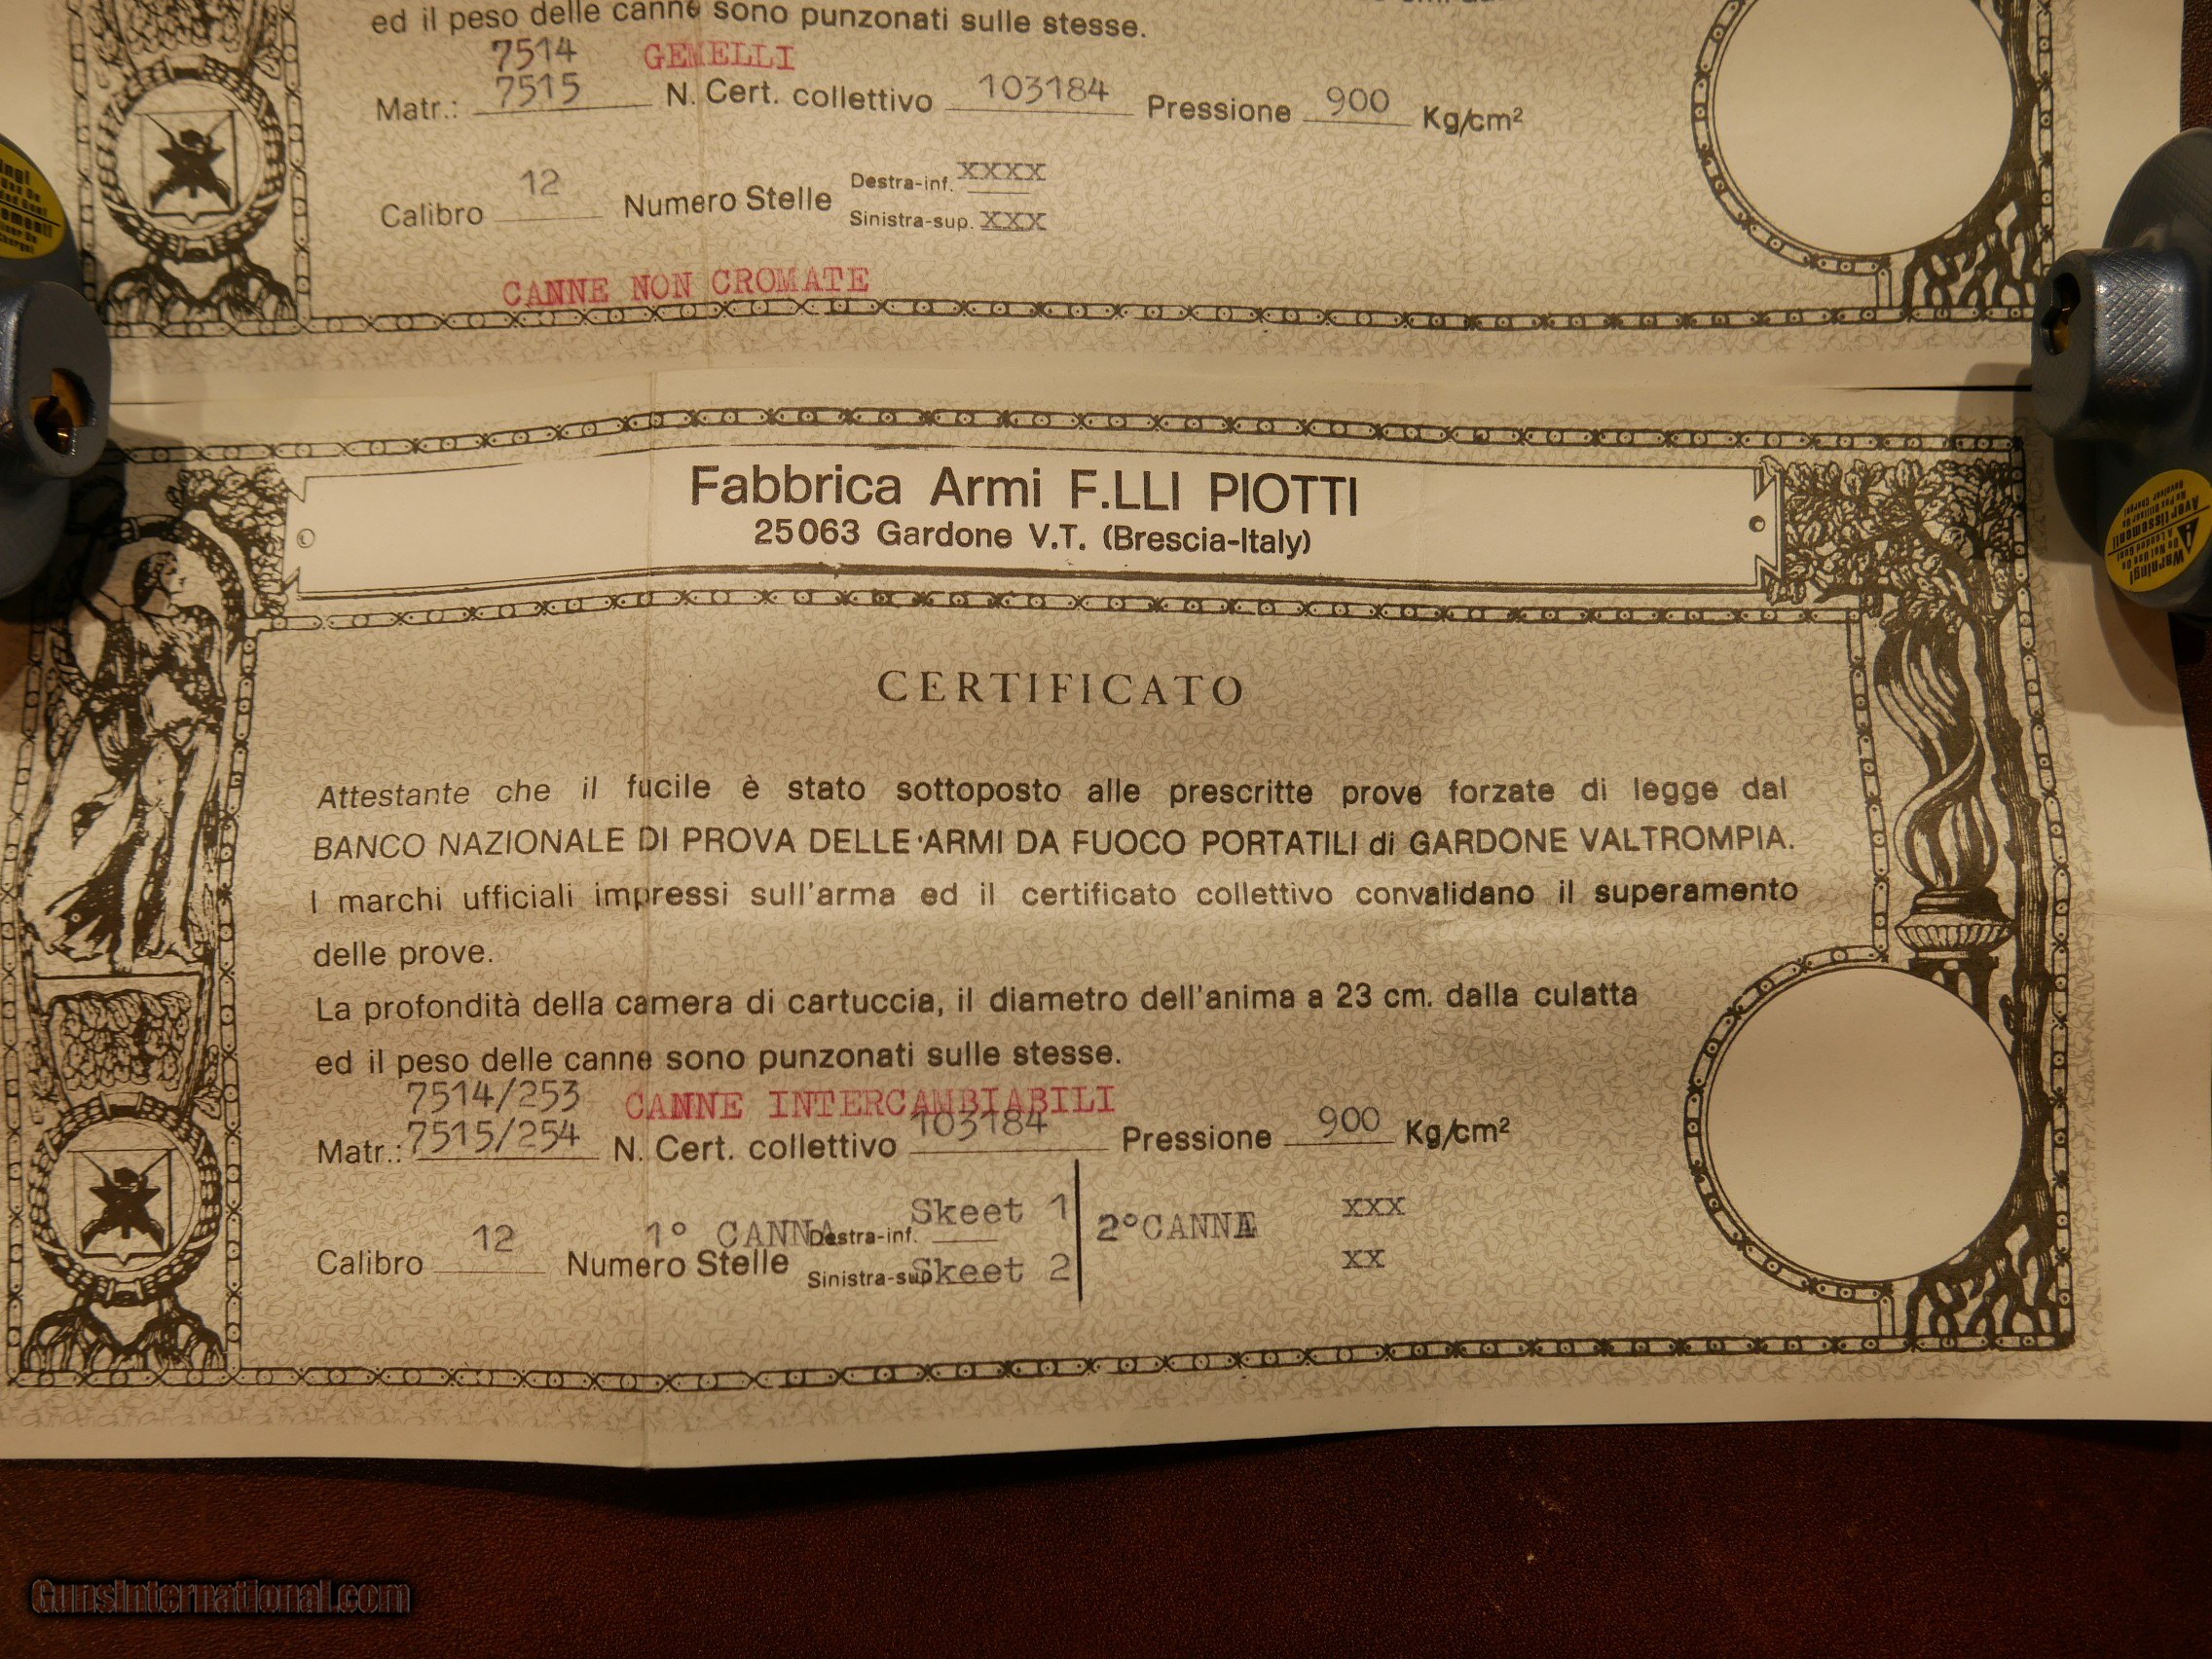 ed il peso delle canne sono punzonati sulle stesse.
7514 GEMELLI
Matr.: 7515 N. Cert. collettivo 103184 Pressione 900 Kg/cm²
Calibro 12 Numero Stelle Destra-inf. XXXX
Sinistra-sup. XXX
CANNE NON CROMATE
Fabbrica Armi F.LLI PIOTTI
25063 Gardone V.T. (Brescia-Italy)
CERTIFICATO
Attestante che il fucile è stato sottoposto alle prescritte prove forzate di legge dal
BANCO NAZIONALE DI PROVA DELLE ARMI DA FUOCO PORTATILI di GARDONE VALTROMPIA.
I marchi ufficiali impressi sull'arma ed il certificato collettivo convalidano il superamento
delle prove.
La profondità della camera di cartuccia, il diametro dell'anima a 23 cm. dalla culatta
ed il peso delle canne sono punzonati sulle stesse.
7514/253 CANNE INTERCAMBIABILI
Matr.: 7515/254 N. Cert. collettivo 103184 Pressione 900 Kg/cm²
Calibro 12 1° CANNA Numero Stelle Destra-inf. Skeet 1 2°CANNA XXX
Sinistra-sup Skeet 2 XX
Warning!
Avertissement!
GunsInternational.com